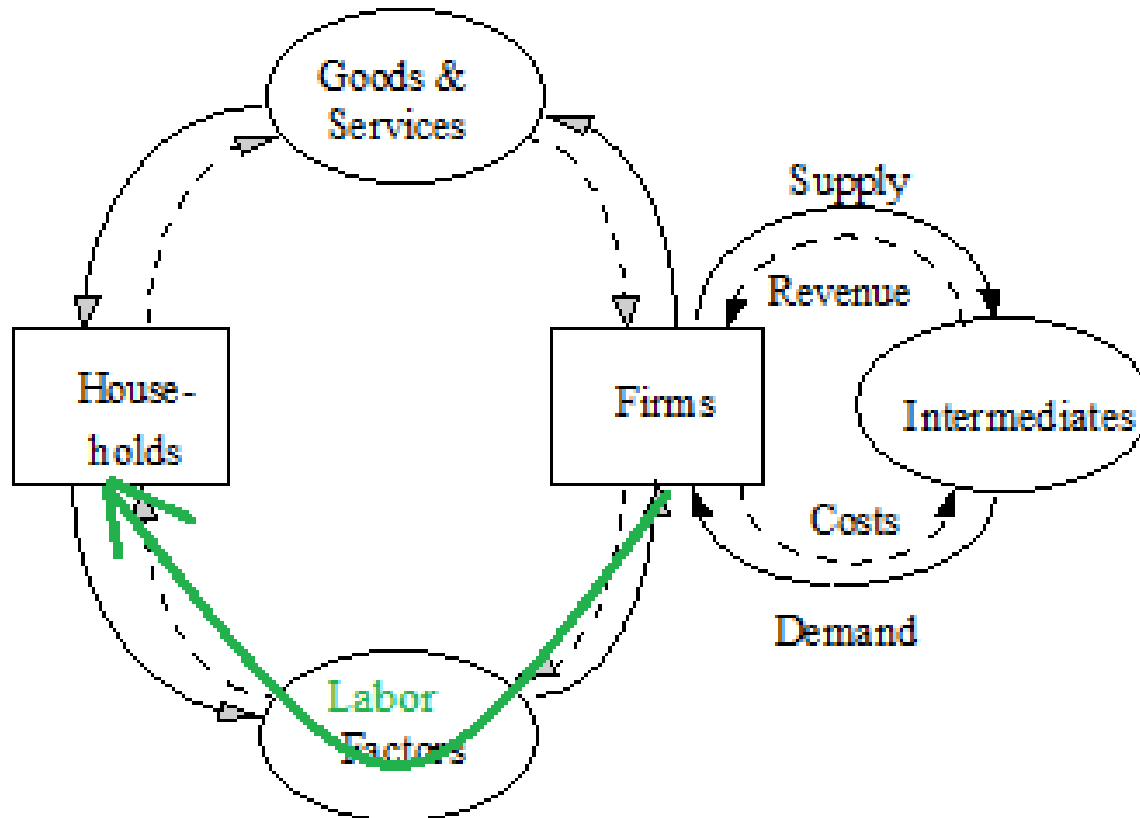 Goods &
Services
Supply
Revenue
House-
holds
Firms
Intermediates
Costs
Demand
Labor
Factors